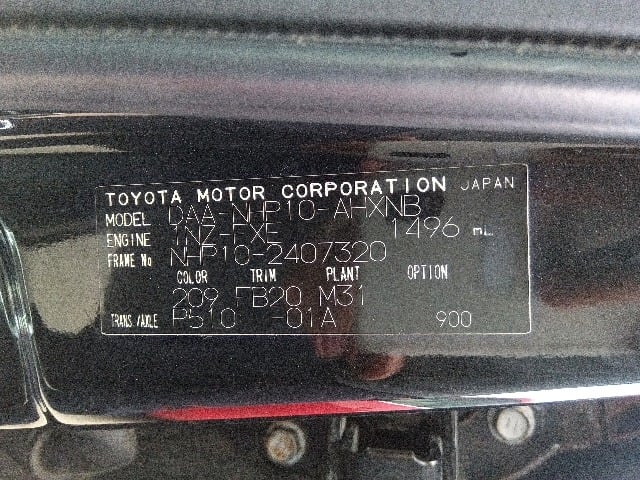 TOYOTA MOTOR CORPORATION JAPAN
MODEL DAA-NHP10-AHXNB
ENGINE 1NZ-FXE 1496 mL
FRAME No NHP10-2407320
COLOR TRIM PLANT OPTION
209 FB20 M31
TRANS./AXLE P510 -01A 900